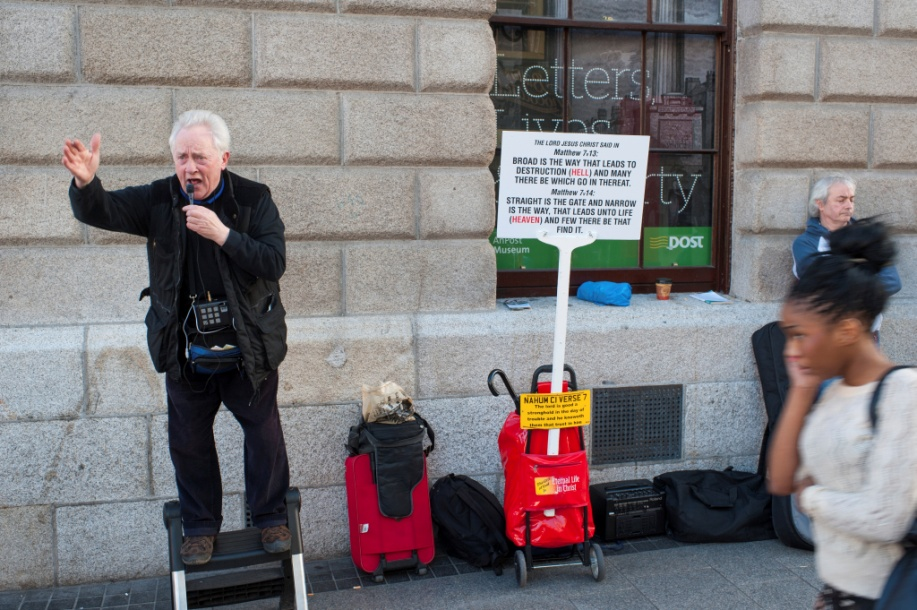 Letters
Lives
ty
THE LORD JESUS CHRIST SAID IN
Matthew 7:13:
BROAD IS THE WAY THAT LEADS TO
DESTRUCTION (HELL) AND MANY
THERE BE WHICH GO IN THEREAT.
Matthew 7:14:
STRAIGHT IS THE GATE AND NARROW
IS THE WAY, THAT LEADS UNTO LIFE
(HEAVEN) AND FEW THERE BE THAT
FIND IT.
AnPost
Museum
post
NAHUM C1 VERSE 7
The lord is good a
stronghold in the day of
trouble and he knoweth
them that trust in him
Eternal Life
in Christ